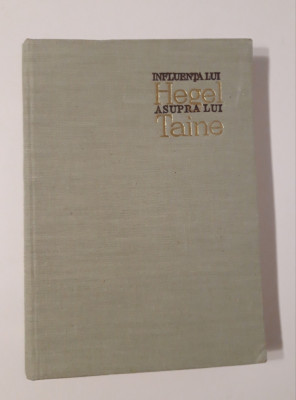 INFLUENȚA LUI
Hegel
ASUPRA LUI
Taine